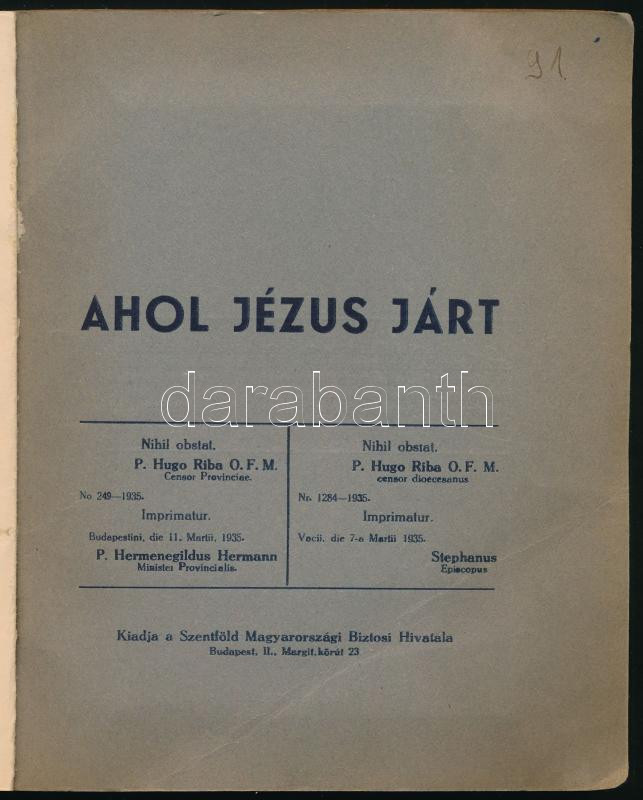 91.
AHOL JÉZUS JÁRT
darabanth
Nihil obstat.
P. Hugo Riba O. F. M.
Censor Provinciae.
No 249—1935.
Imprimatur.
Budapestini, die 11. Martii, 1935.
P. Hermenegildus Hermann
Minister Provincialis.
Nihil obstat.
P. Hugo Riba O. F. M.
censor dioecesanus
Nr. 1284—1935.
Imprimatur.
Vacii, die 7-a Martii 1935.
Stephanus
Episcopus
Kiadja a Szentföld Magyarországi Biztosi Hivatala
Budapest, II., Margit-körút 23